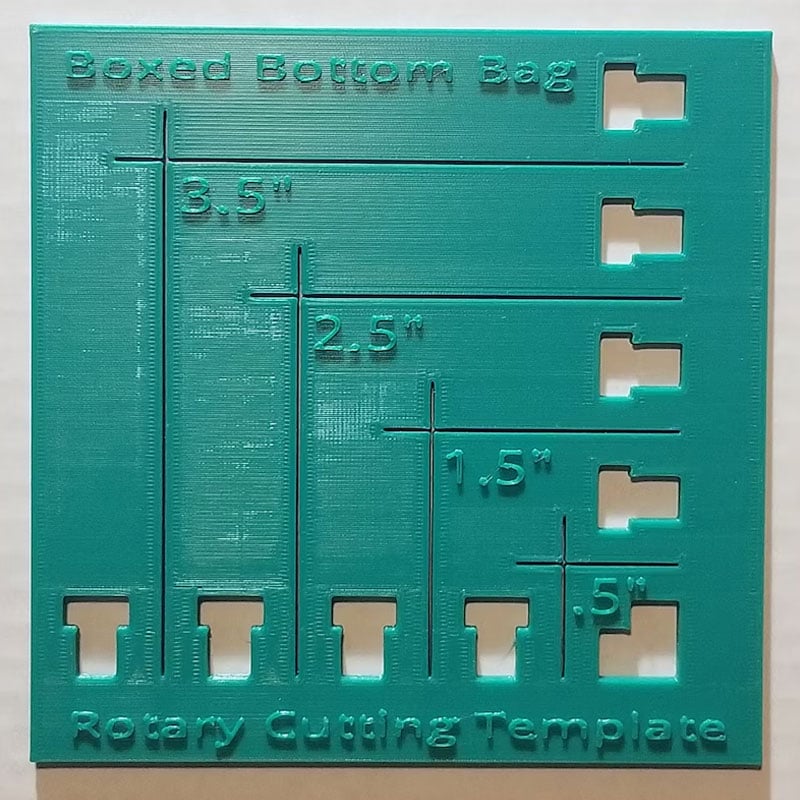 Boxed Bottom Bag
3.5"
2.5"
1.5"
.5"
Rotary Cutting Template